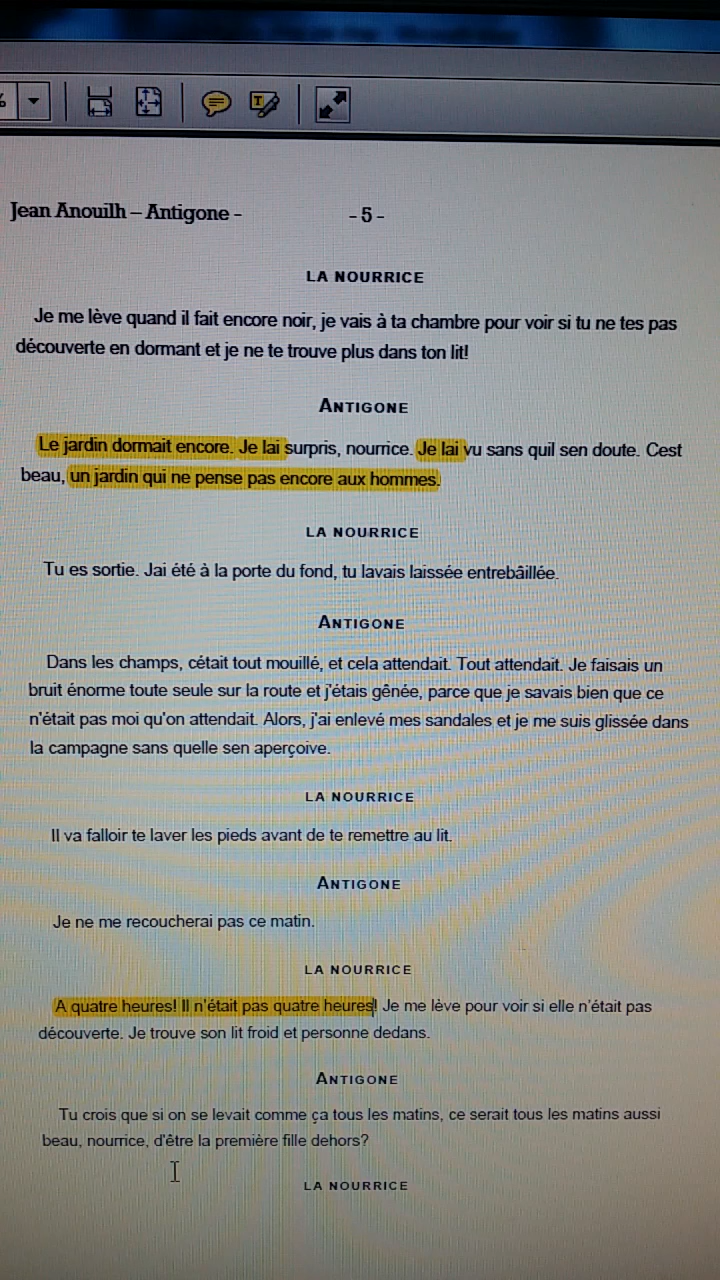 Jean Anouilh – Antigone -
- 5 -
LA NOURRICE
Je me lève quand il fait encore noir, je vais à ta chambre pour voir si tu ne tes pas
découverte en dormant et je ne te trouve plus dans ton lit!
ANTIGONE
Le jardin dormait encore. Je lai surpris, nourrice. Je lai vu sans quil sen doute. Cest
beau, un jardin qui ne pense pas encore aux hommes.
LA NOURRICE
Tu es sortie. Jai été à la porte du fond, tu lavais laissée entrebâillée.
ANTIGONE
Dans les champs, cétait tout mouillé, et cela attendait. Tout attendait. Je faisais un
bruit énorme toute seule sur la route et j'étais gênée, parce que je savais bien que ce
n'était pas moi qu'on attendait. Alors, j'ai enlevé mes sandales et je me suis glissée dans
la campagne sans quelle sen aperçoive.
LA NOURRICE
Il va falloir te laver les pieds avant de te remettre au lit.
ANTIGONE
Je ne me recoucherai pas ce matin.
LA NOURRICE
A quatre heures! Il n'était pas quatre heures! Je me lève pour voir si elle n'était pas
découverte. Je trouve son lit froid et personne dedans.
ANTIGONE
Tu crois que si on se levait comme ça tous les matins, ce serait tous les matins aussi
beau, nourrice, d'être la première fille dehors?
LA NOURRICE